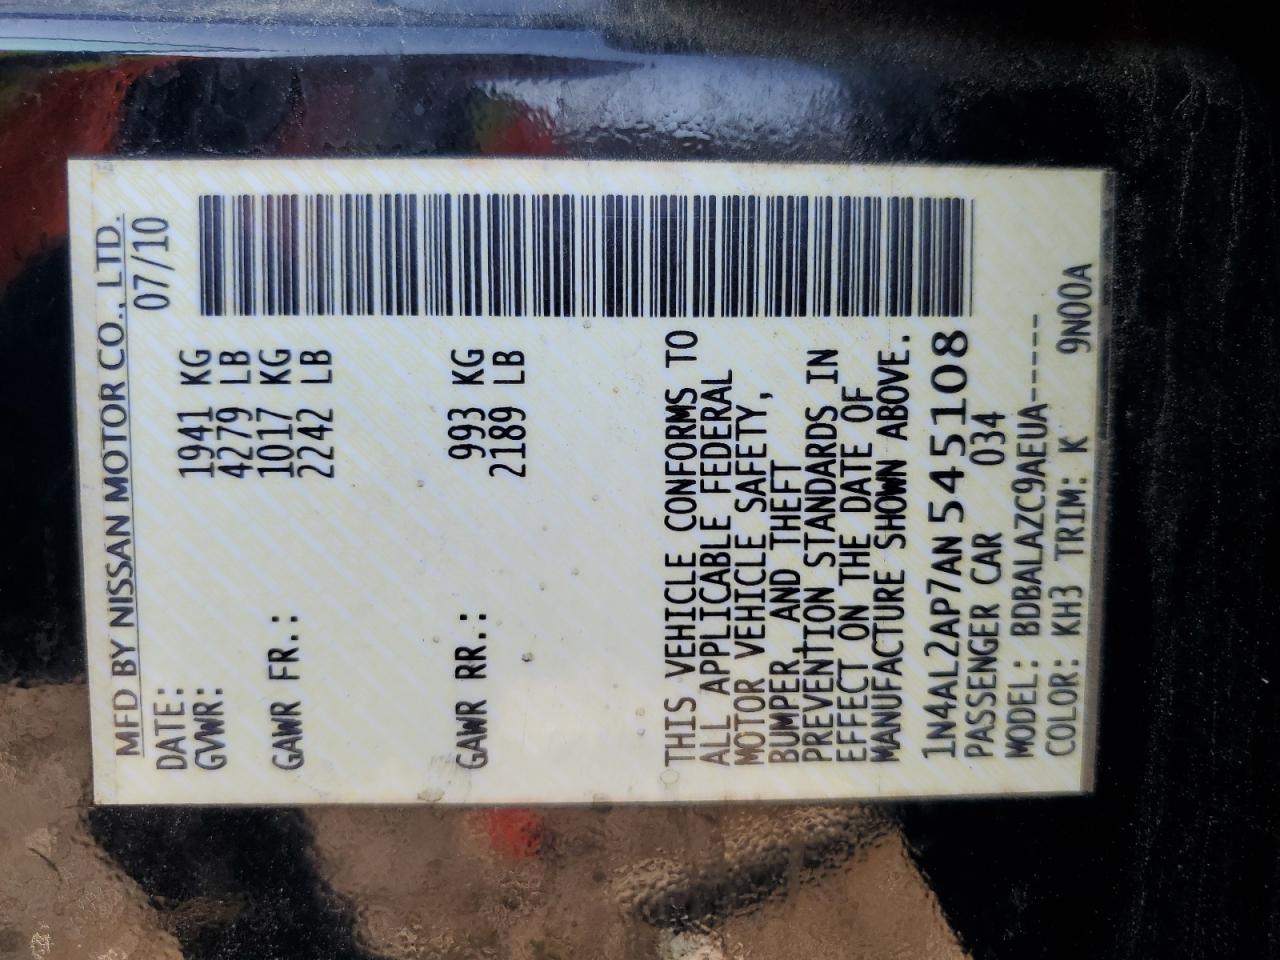 MFD BY NISSAN MOTOR CO., LTD.
DATE: 07/10
GVWR: 1941 KG
4279 LB
GAWR FR.: 1017 KG
2242 LB
GAWR RR.: 993 KG
2189 LB
THIS VEHICLE CONFORMS TO
ALL APPLICABLE FEDERAL
MOTOR VEHICLE SAFETY,
BUMPER, AND THEFT
PREVENTION STANDARDS IN
EFFECT ON THE DATE OF
MANUFACTURE SHOWN ABOVE.
1N4AL2AP7AN545108
PASSENGER CAR 034
MODEL: BDBALAZC9AEUA------
COLOR: KH3 TRIM: K 9N00A